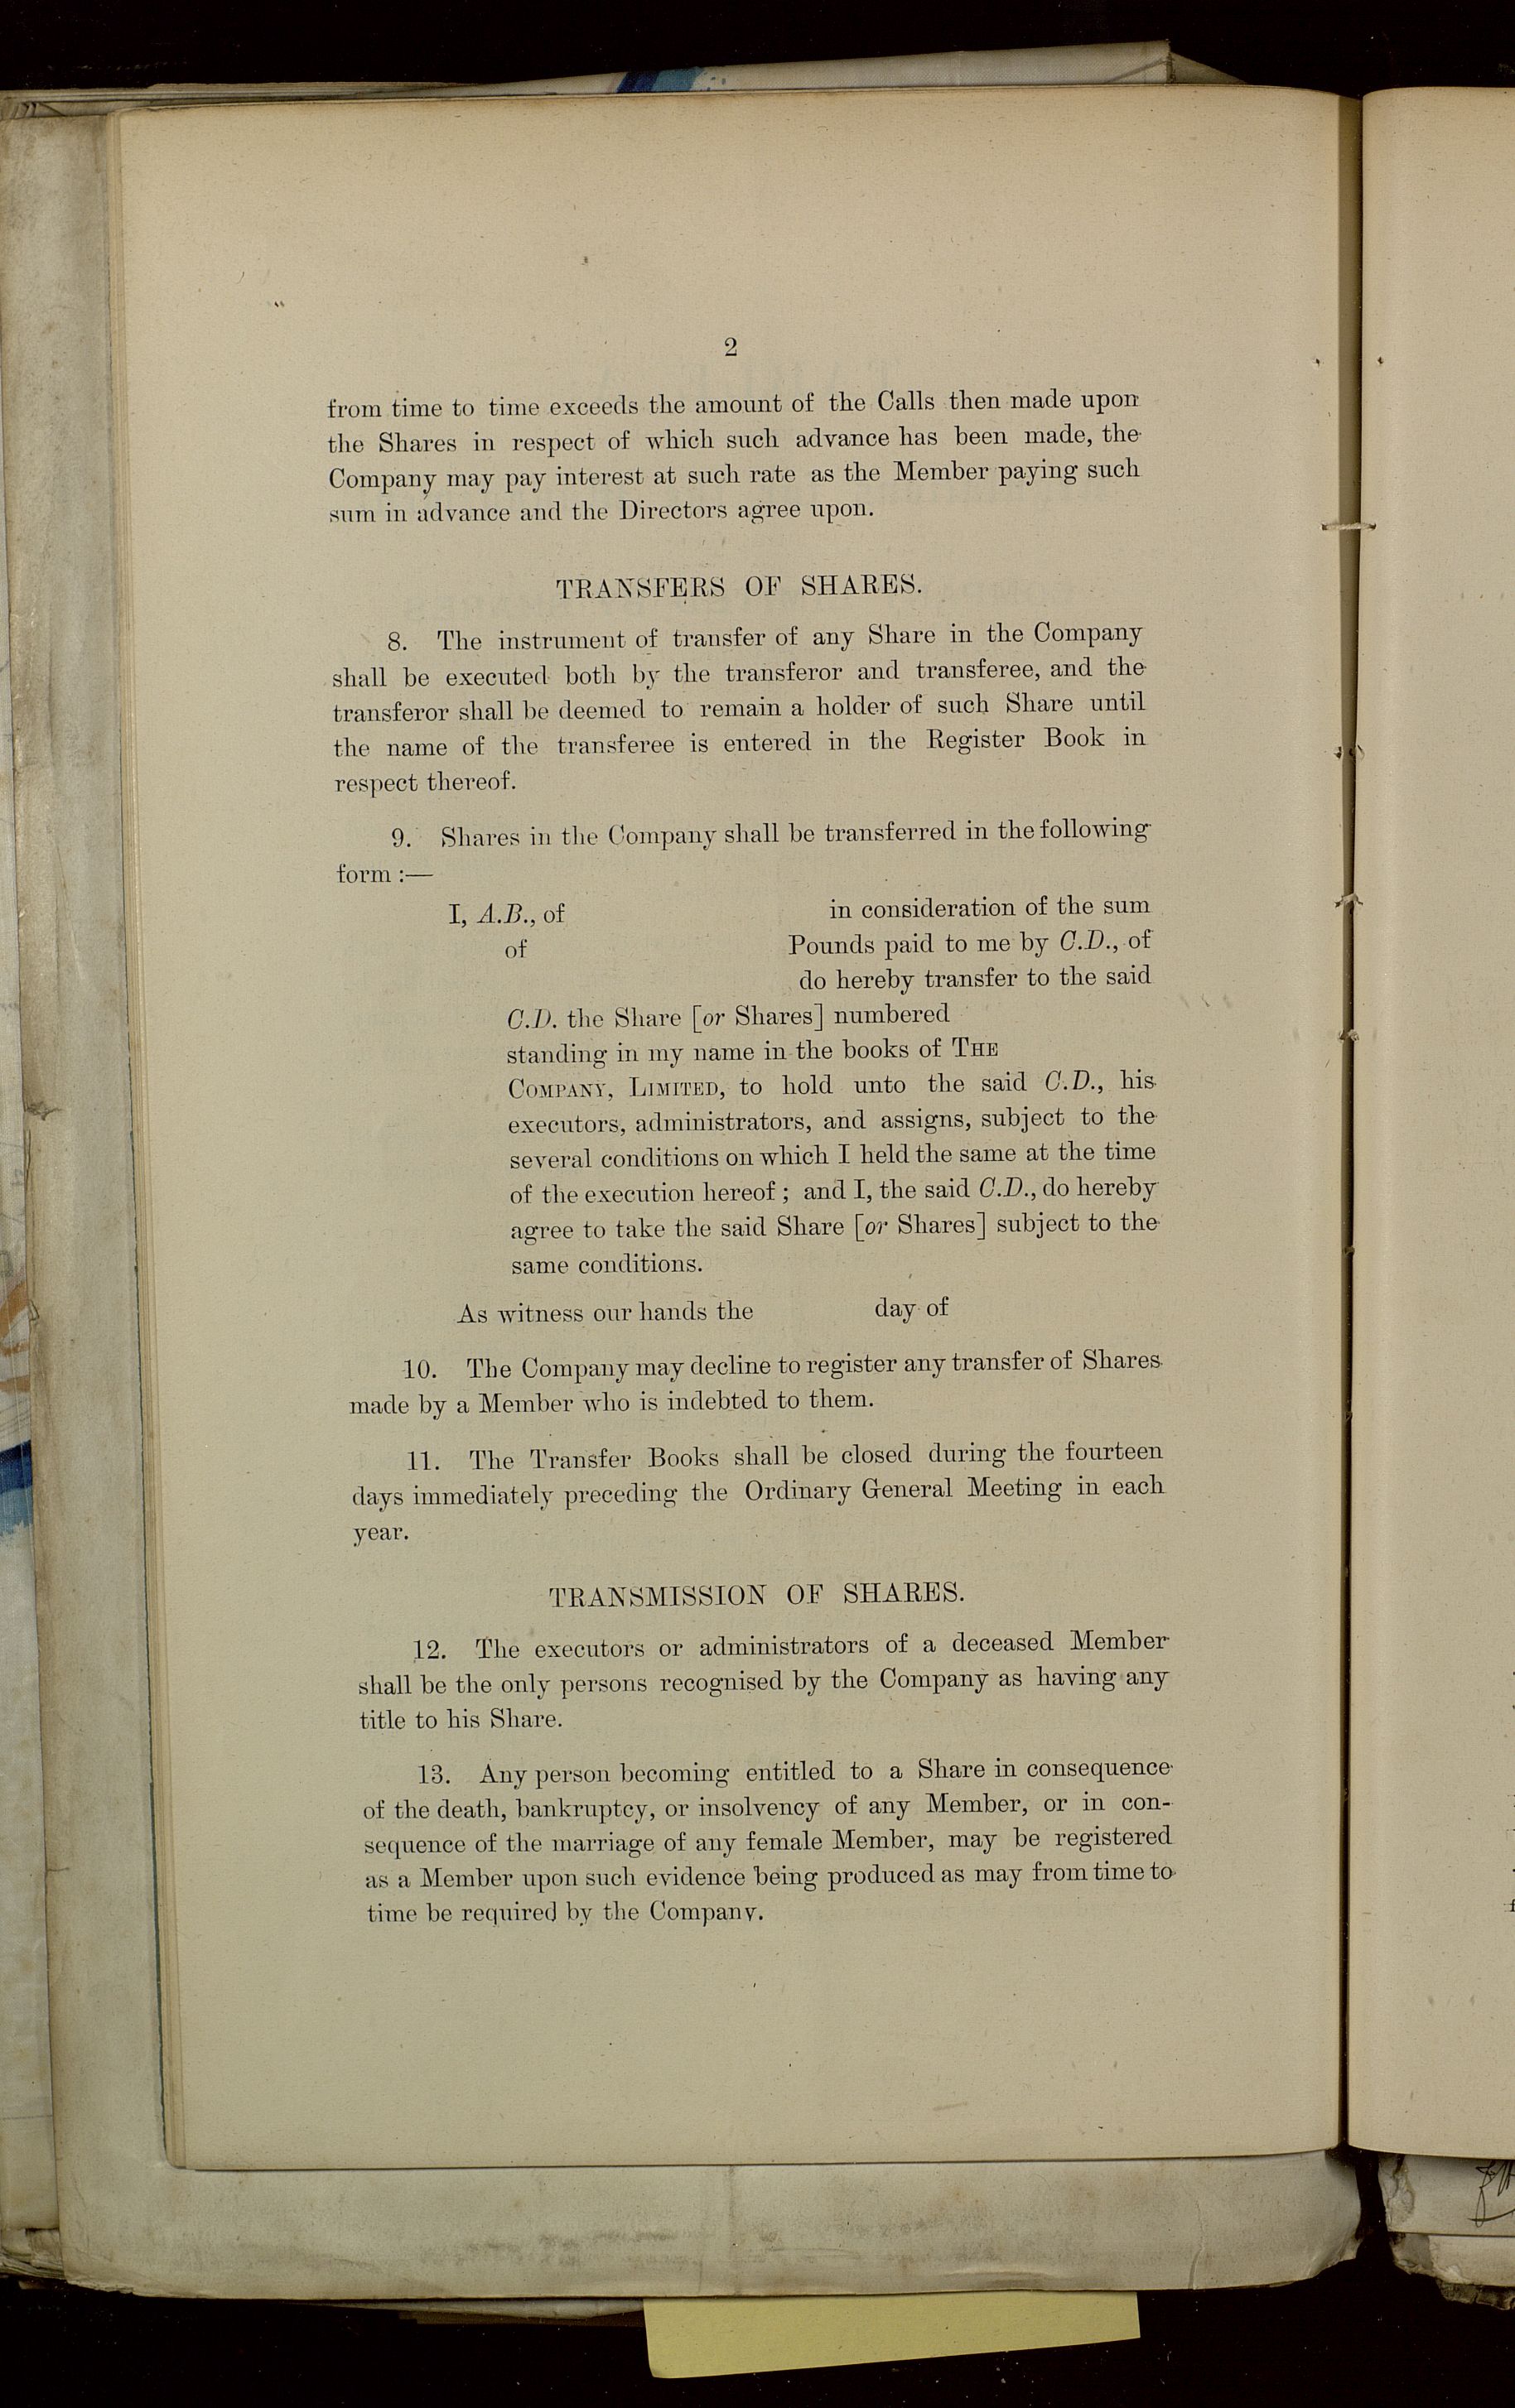 2
from time to time exceeds the amount of the Calls then made upon
the Shares in respect of which such advance has been made, the
Company may pay interest at such rate as the Member paying such
sum in advance and the Directors agree upon.
TRANSFERS OF SHARES.
8. The instrument of transfer of any Share in the Company
shall be executed both by the transferor and transferee, and the
transferor shall be deemed to remain a holder of such Share until
the name of the transferee is entered in the Register Book in
respect thereof.
9. Shares in the Company shall be transferred in the following
form :—
I, A.B., of in consideration of the sum
of Pounds paid to me by C.D., of
do hereby transfer to the said
C.D. the Share [or Shares] numbered
standing in my name in the books of THE
COMPANY, LIMITED, to hold unto the said C.D., his
executors, administrators, and assigns, subject to the
several conditions on which I held the same at the time
of the execution hereof ; and I, the said C.D., do hereby
agree to take the said Share [or Shares] subject to the
same conditions.
As witness our hands the day of
10. The Company may decline to register any transfer of Shares
made by a Member who is indebted to them.
11. The Transfer Books shall be closed during the fourteen
days immediately preceding the Ordinary General Meeting in each
year.
TRANSMISSION OF SHARES.
12. The executors or administrators of a deceased Member
shall be the only persons recognised by the Company as having any
title to his Share.
13. Any person becoming entitled to a Share in consequence
of the death, bankruptcy, or insolvency of any Member, or in con-
sequence of the marriage of any female Member, may be registered
as a Member upon such evidence being produced as may from time to
time be required by the Company.